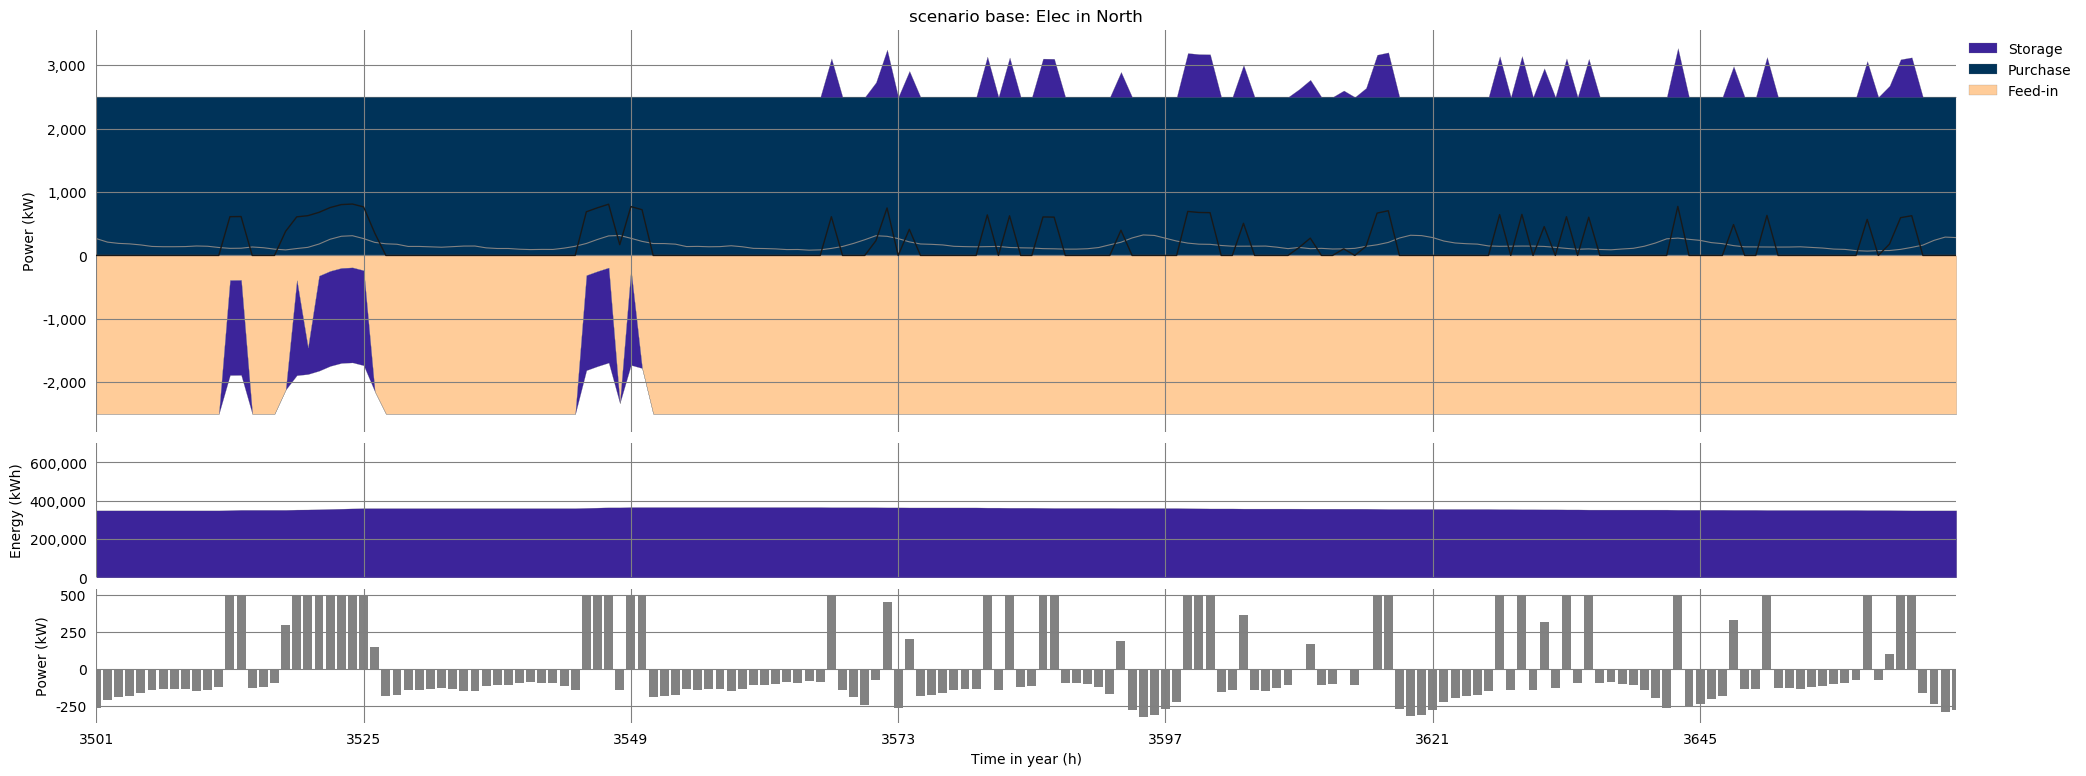 scenario base: Elec in North
Storage
Purchase
Feed-in
3,000
2,000
1,000
0
-1,000
-2,000
Power (kW)
600,000
400,000
200,000
0
Energy (kWh)
500
250
0
-250
Power (kW)
3501 3525 3549 3573 3597 3621 3645
Time in year (h)